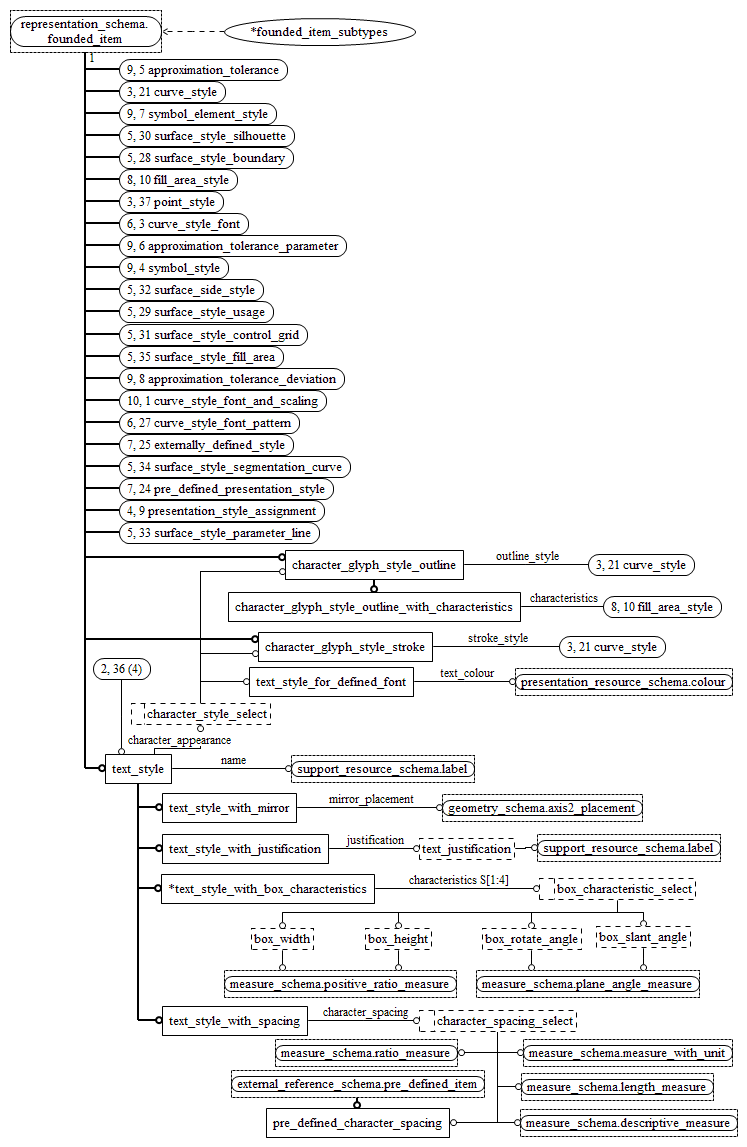 representation_schema.
founded_item
*founded_item_subtypes
1
9, 5 approximation_tolerance
3, 21 curve_style
9, 7 symbol_element_style
5, 30 surface_style_silhouette
5, 28 surface_style_boundary
8, 10 fill_area_style
3, 37 point_style
6, 3 curve_style_font
9, 6 approximation_tolerance_parameter
9, 4 symbol_style
5, 32 surface_side_style
5, 29 surface_style_usage
5, 31 surface_style_control_grid
5, 35 surface_style_fill_area
9, 8 approximation_tolerance_deviation
10, 1 curve_style_font_and_scaling
6, 27 curve_style_font_pattern
7, 25 externally_defined_style
5, 34 surface_style_segmentation_curve
7, 24 pre_defined_presentation_style
4, 9 presentation_style_assignment
5, 33 surface_style_parameter_line
character_glyph_style_outline
outline_style
3, 21 curve_style
character_glyph_style_outline_with_characteristics
characteristics
8, 10 fill_area_style
character_glyph_style_stroke
stroke_style
3, 21 curve_style
2, 36 (4)
text_style_for_defined_font
text_colour
presentation_resource_schema.colour
character_style_select
character_appearance
text_style
name
support_resource_schema.label
text_style_with_mirror
mirror_placement
geometry_schema.axis2_placement
text_style_with_justification
justification
text_justification
support_resource_schema.label
*text_style_with_box_characteristics
characteristics S[1:4]
box_characteristic_select
box_width
box_height
box_rotate_angle
box_slant_angle
measure_schema.positive_ratio_measure
measure_schema.plane_angle_measure
text_style_with_spacing
character_spacing
character_spacing_select
measure_schema.ratio_measure
measure_schema.measure_with_unit
external_reference_schema.pre_defined_item
measure_schema.length_measure
pre_defined_character_spacing
measure_schema.descriptive_measure